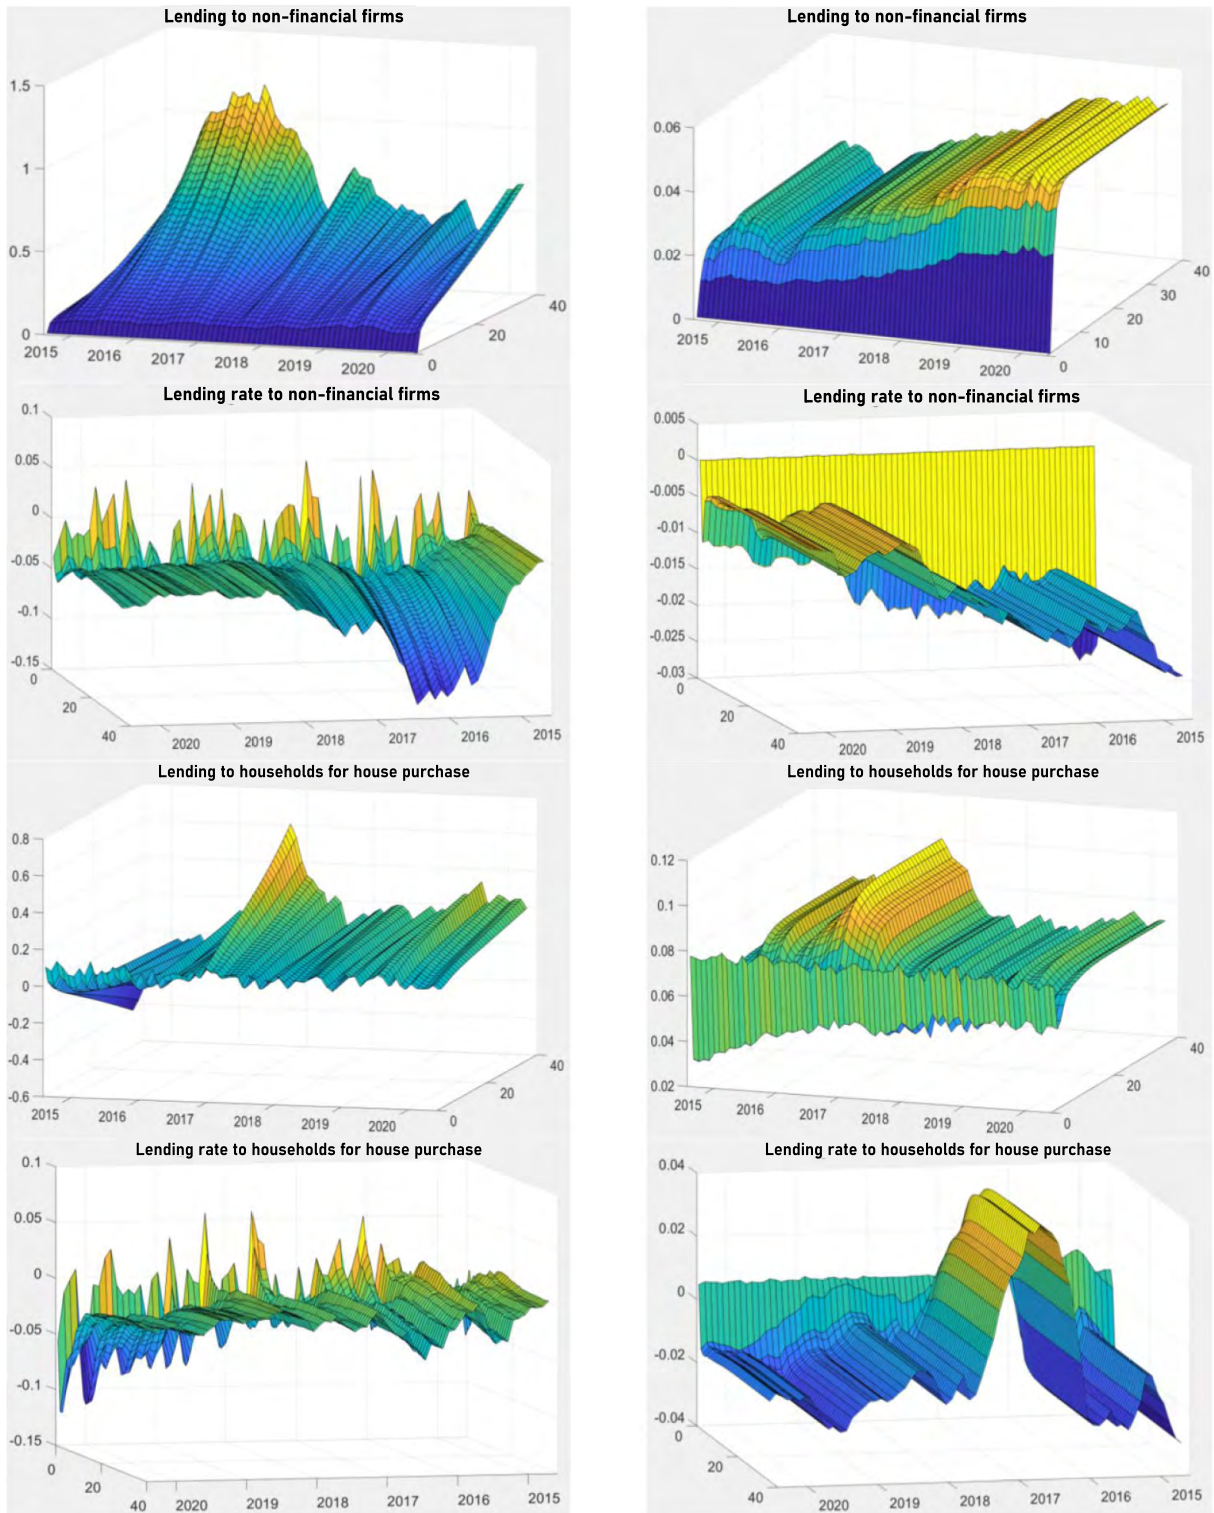 Lending to non-financial firms
1.5
1
0.5
0
2015 2016 2017 2018 2019 2020
0 20 40
Lending to non-financial firms
0.06
0.04
0.02
0
2015 2016 2017 2018 2019 2020
0 10 20 30 40
Lending rate to non-financial firms
0.1
0.05
0
-0.05
-0.1
-0.15
0 20 40
2020 2019 2018 2017 2016 2015
Lending rate to non-financial firms
0.005
0
-0.005
-0.01
-0.015
-0.02
-0.025
-0.03
0 20 40
2020 2019 2018 2017 2016 2015
Lending to households for house purchase
0.8
0.6
0.4
0.2
0
-0.2
-0.4
-0.6
2015 2016 2017 2018 2019 2020
0 20 40
Lending to households for house purchase
0.12
0.1
0.08
0.06
0.04
0.02
2015 2016 2017 2018 2019 2020
0 20 40
Lending rate to households for house purchase
0.1
0.05
0
-0.05
-0.1
-0.15
0 20 40
2020 2019 2018 2017 2016 2015
Lending rate to households for house purchase
0.04
0.02
0
-0.02
-0.04
0 20 40
2020 2019 2018 2017 2016 2015